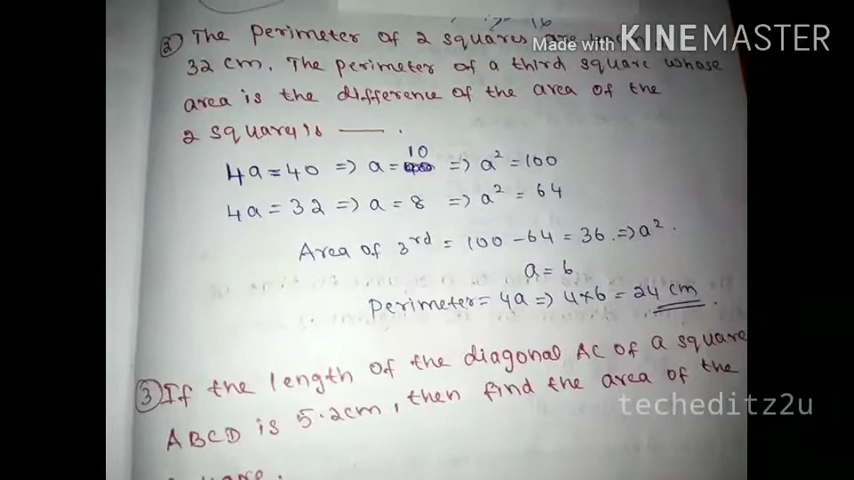 16
② The perimeter of 2 squares are
Made with KINEMASTER
32 cm. The perimeter of a third square whose
area is the difference of the area of the
2 squares is — .
4a = 40 => a = 10 => a² = 100
4a = 32 => a = 8 => a² = 64
Area of 3rd = 100 - 64 = 36 => a².
a = 6
Perimeter = 4a => 4×6 = 24 cm.
③ If the length of the diagonal AC of a square
ABCD is 5.2cm, then find the area of the
techeditz2u